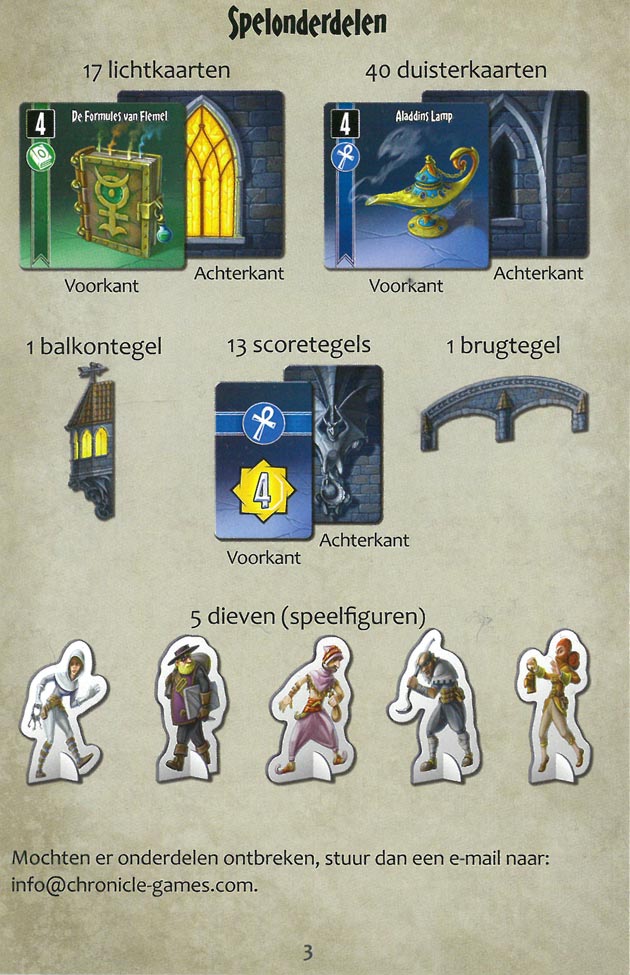 Spelonderdelen
17 lichtkaarten
40 duisterkaarten
4
De Formules van Flemel
Voorkant
Achterkant
4
Aladdins Lamp
Voorkant
Achterkant
1 balkontegel
13 scoretegels
1 brugtegel
4
Voorkant
Achterkant
5 dieven (speelfiguren)
Mochten er onderdelen ontbreken, stuur dan een e-mail naar:
info@chronicle-games.com.
3